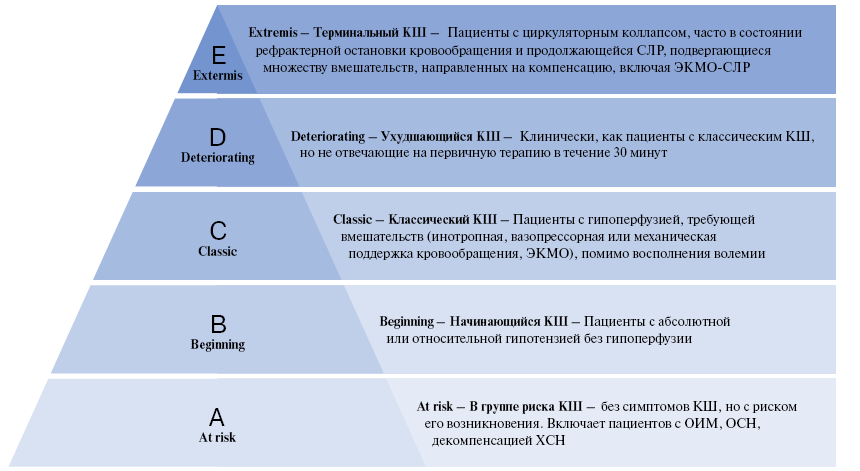 E
Extermis
Extremis – Терминальный КШ – Пациенты с циркуляторным коллапсом, часто в состоянии
рефрактерной остановки кровообращения и продолжающейся СЛР, подвергающиеся
множеству вмешательств, направленных на компенсацию, включая ЭКМО-СЛР
D
Deteriorating
Deteriorating – Ухудшающийся КШ – Клинически, как пациенты с классическим КШ,
но не отвечающие на первичную терапию в течение 30 минут
C
Classic
Classic – Классический КШ – Пациенты с гипоперфузией, требующей
вмешательств (инотропная, вазопрессорная или механическая
поддержка кровообращения, ЭКМО), помимо восполнения волемии
B
Beginning
Beginning – Начинающийся КШ – Пациенты с абсолютной
или относительной гипотензией без гипоперфузии
A
At risk
At risk – В группе риска КШ – без симптомов КШ, но с риском
его возникновения. Включает пациентов с ОИМ, ОСН,
декомпенсацией ХСН